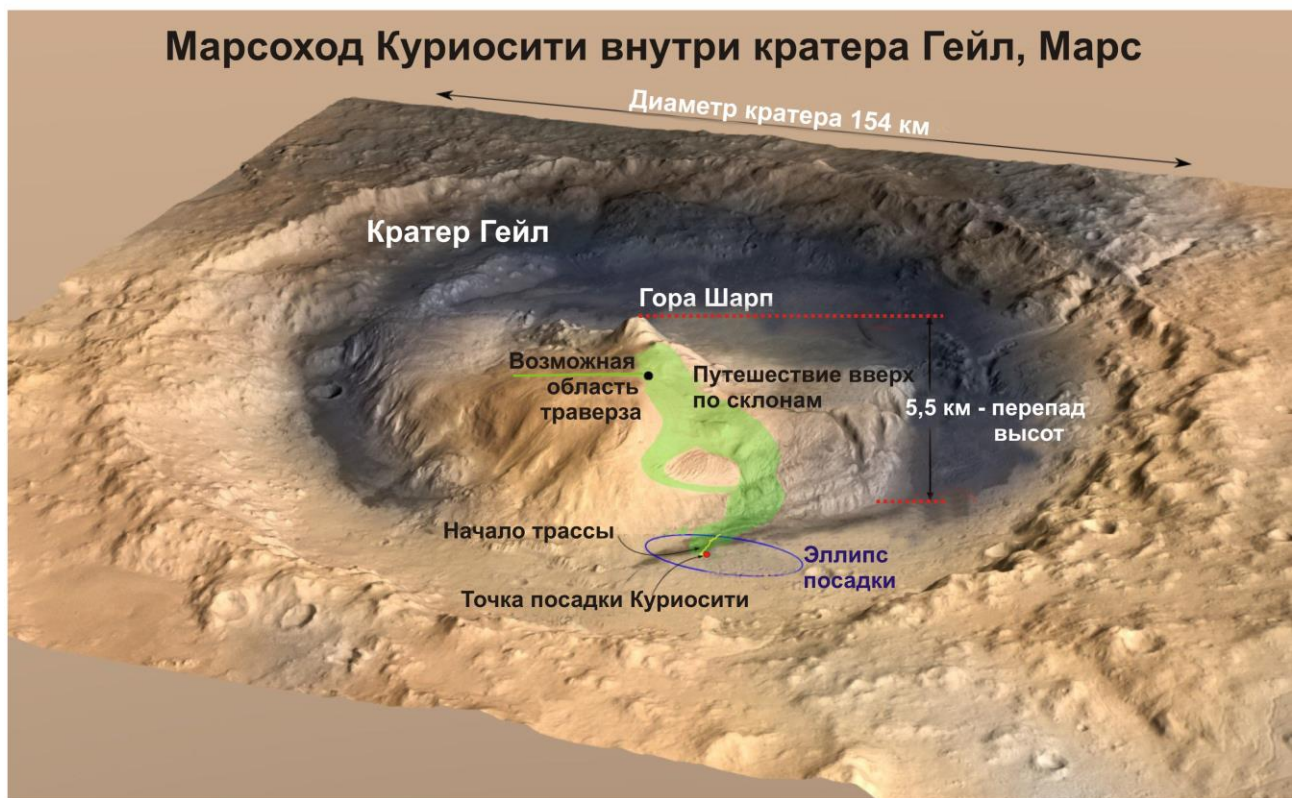 Марсоход Куриосити внутри кратера Гейл, Марс
Диаметр кратера 154 км
Кратер Гейл
Гора Шарп
Возможная
область
траверза
Путешествие вверх
по склонам
5,5 км - перепад
высот
Начало трассы
Эллипс
посадки
Точка посадки Куриосити